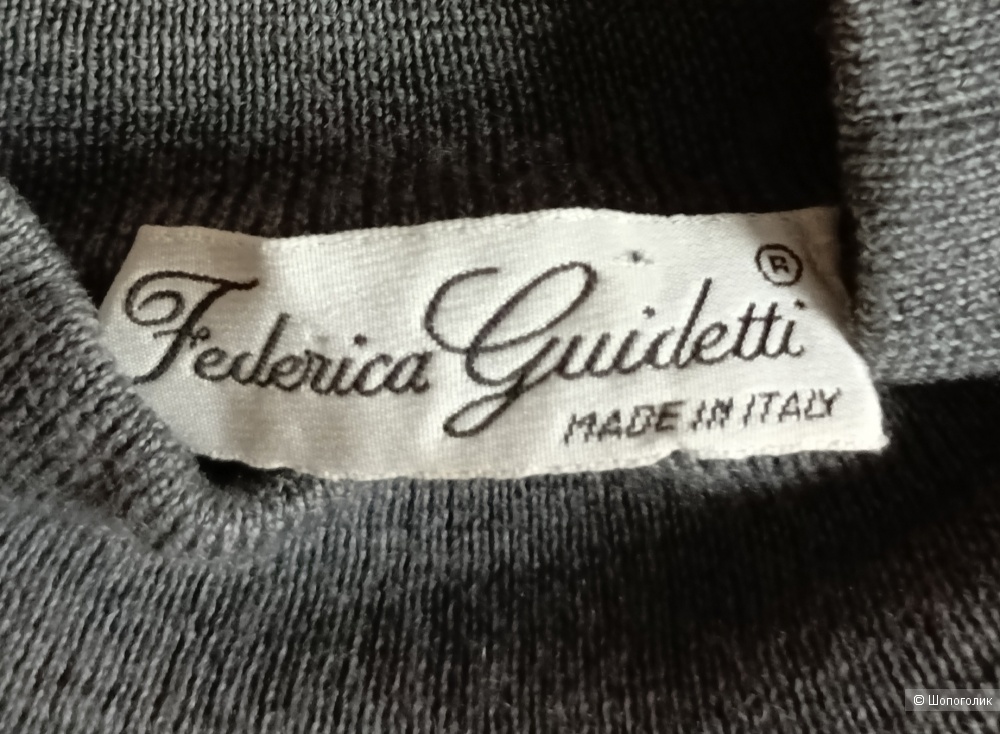 Federica Guidetti ®
MADE IN ITALY
© Шопоголик